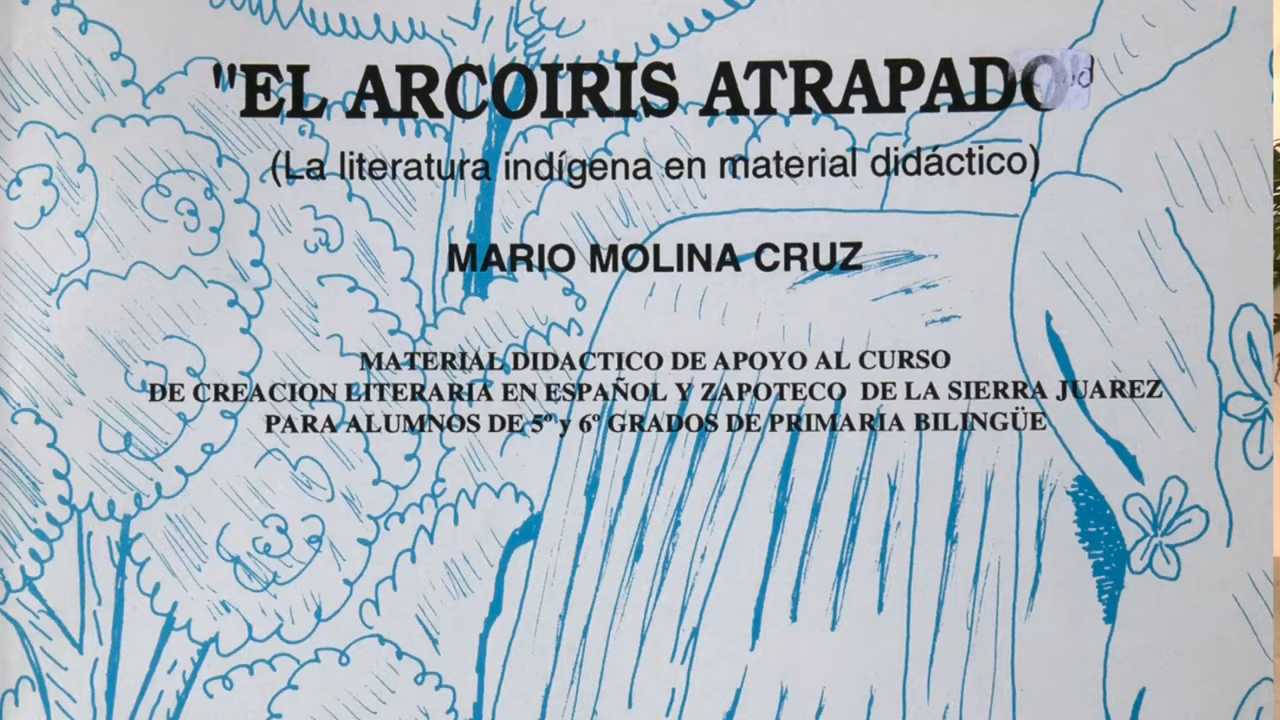 "EL ARCOIRIS ATRAPADO
(La literatura indígena en material didáctico)
MARIO MOLINA CRUZ
MATERIAL DIDACTICO DE APOYO AL CURSO
DE CREACION LITERARIA EN ESPAÑOL Y ZAPOTECO DE LA SIERRA JUAREZ
PARA ALUMNOS DE 5º y 6º GRADOS DE PRIMARIA BILINGÜE